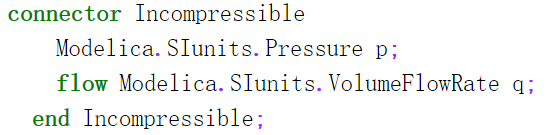 connector Incompressible
Modelica.SIunits.Pressure p;
flow Modelica.SIunits.VolumeFlowRate q;
end Incompressible;